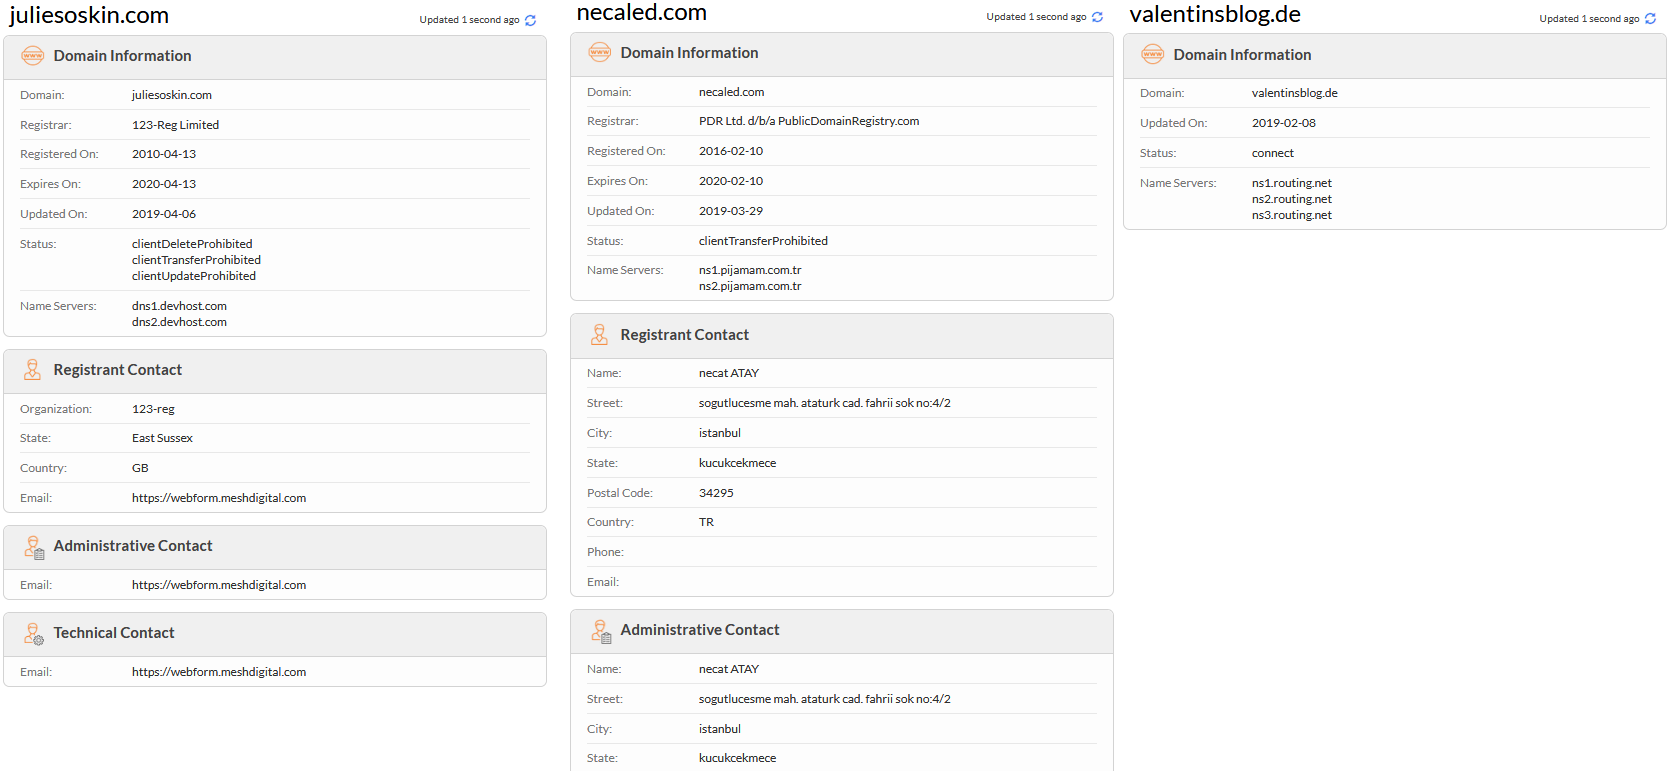 juliesoskin.com
Updated 1 second ago
Domain Information
Domain: juliesoskin.com
Registrar: 123-Reg Limited
Registered On: 2010-04-13
Expires On: 2020-04-13
Updated On: 2019-04-06
Status: clientDeleteProhibited
clientTransferProhibited
clientUpdateProhibited
Name Servers: dns1.devhost.com
dns2.devhost.com
Registrant Contact
Organization: 123-reg
State: East Sussex
Country: GB
Email: https://webform.meshdigital.com
Administrative Contact
Email: https://webform.meshdigital.com
Technical Contact
Email: https://webform.meshdigital.com
necaled.com
Updated 1 second ago
Domain Information
Domain: necaled.com
Registrar: PDR Ltd. d/b/a PublicDomainRegistry.com
Registered On: 2016-02-10
Expires On: 2020-02-10
Updated On: 2019-03-29
Status: clientTransferProhibited
Name Servers: ns1.pijamam.com.tr
ns2.pijamam.com.tr
Registrant Contact
Name: necat ATAY
Street: sogutlucesme mah. ataturk cad. fahrii sok no:4/2
City: istanbul
State: kucukcekmece
Postal Code: 34295
Country: TR
Phone:
Email:
Administrative Contact
Name: necat ATAY
Street: sogutlucesme mah. ataturk cad. fahrii sok no:4/2
City: istanbul
State: kucukcekmece
valentinsblog.de
Updated 1 second ago
Domain Information
Domain: valentinsblog.de
Updated On: 2019-02-08
Status: connect
Name Servers: ns1.routing.net
ns2.routing.net
ns3.routing.net